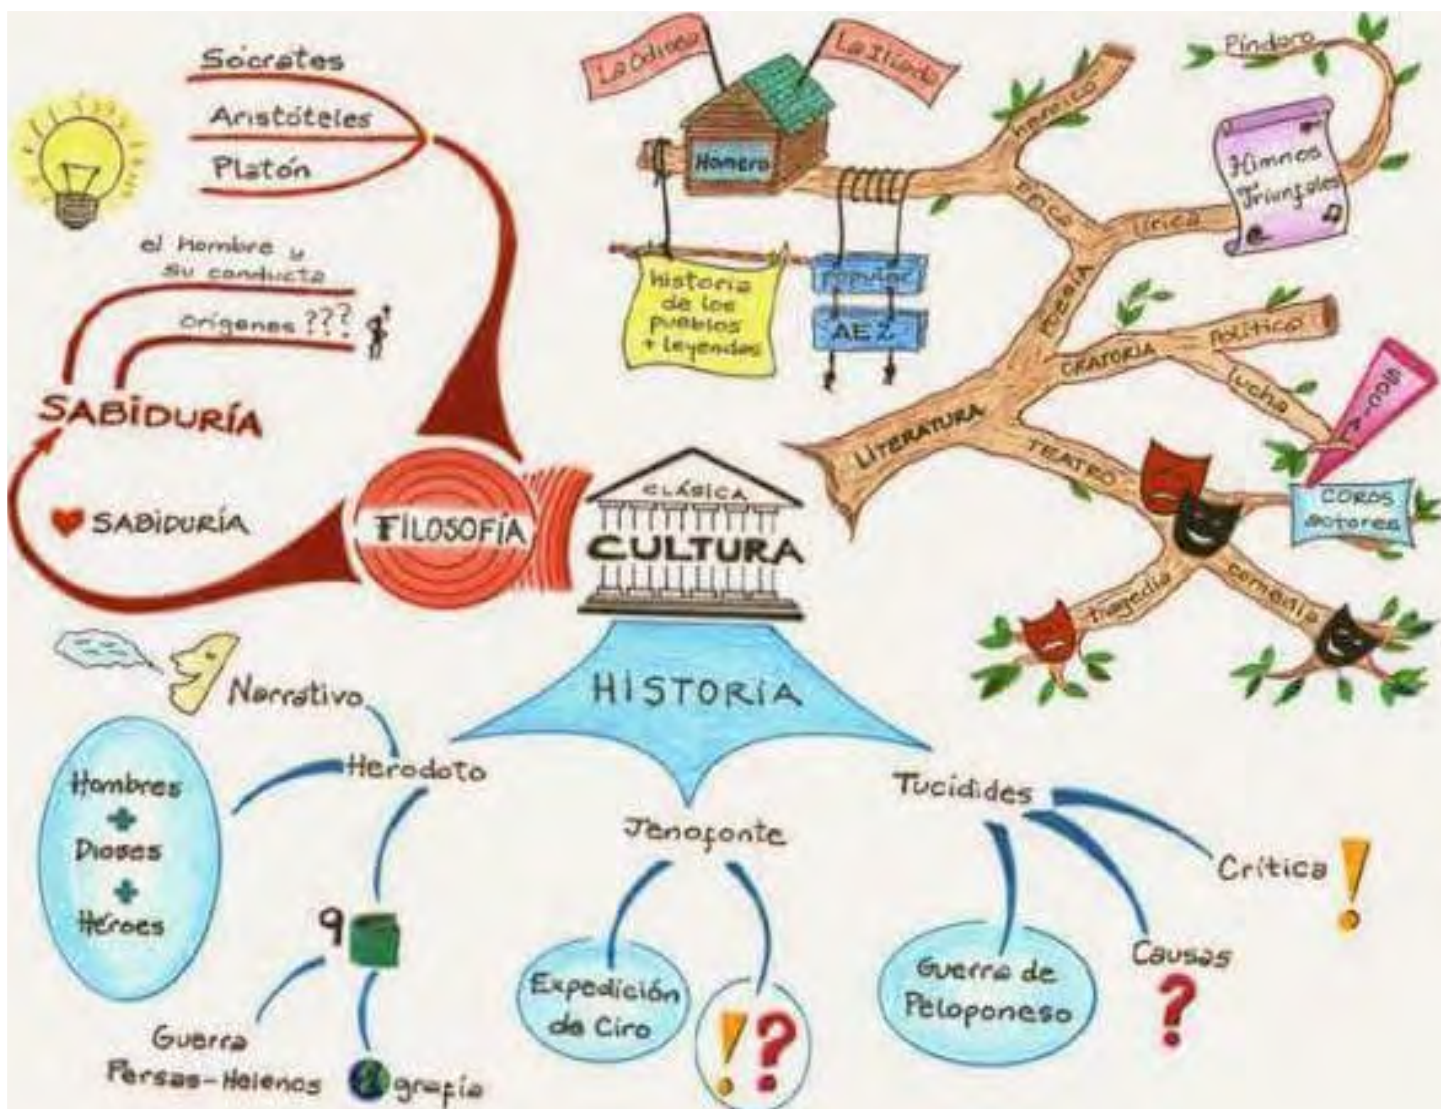 Sócrates
Aristóteles
Platón
el hombre y
su conducta
orígenes ???
SABIDURÍA
SABIDURÍA
FILOSOFÍA
CLÁSICA
CULTURA
La Odisea
La Ilíada
Homero
historia
de los
pueblos
+ leyendas
popular
AEZ
heroico
épica
lírica
Píndaro
Himnos
Triunfales
POESÍA
LITERATURA
ORATORIA
político
lucha
SOCIAL
TEATRO
COROS
actores
tragedia
comedia
HISTORIA
Narrativo
Herodoto
Hombres
+
Dioses
+
Héroes
9
Guerra
Persas-Helenos
grafía
Jenofonte
Expedición
de Ciro
! ?
Tucídides
Guerra de
Peloponeso
Causas
?
Crítica !